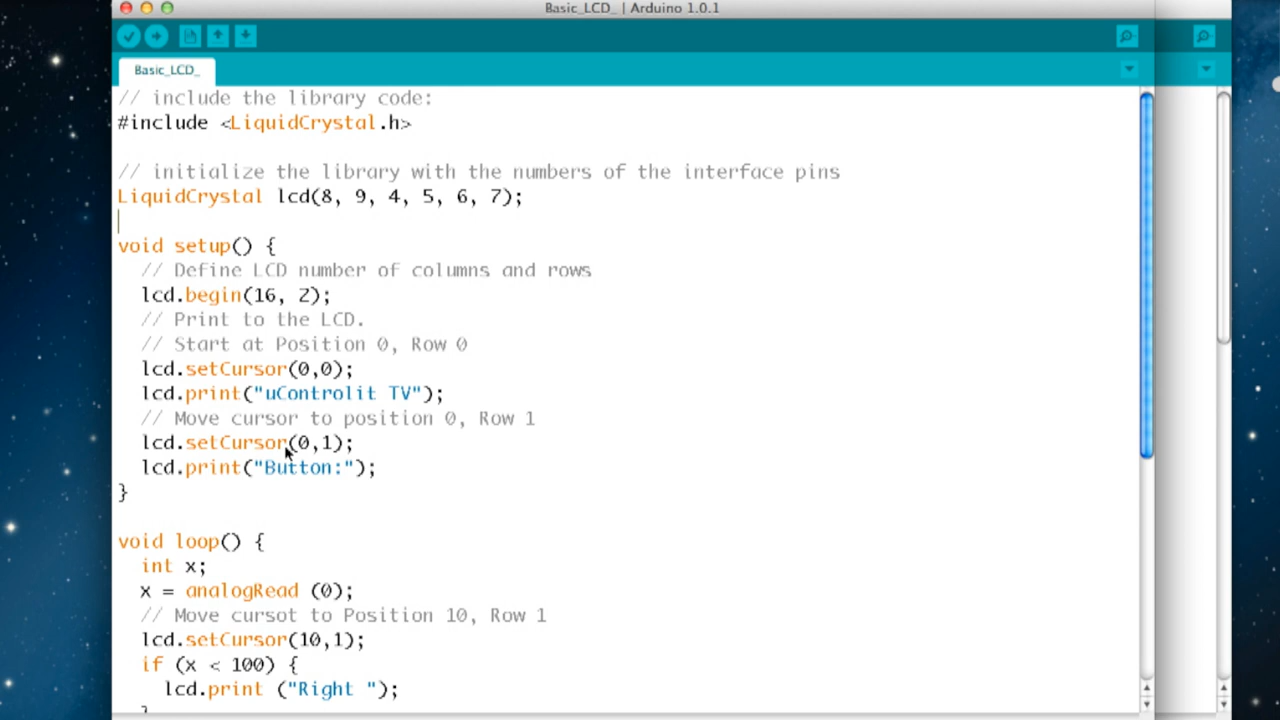 Basic_LCD_ | Arduino 1.0.1
Basic_LCD_
// include the library code:
#include <LiquidCrystal.h>
// initialize the library with the numbers of the interface pins
LiquidCrystal lcd(8, 9, 4, 5, 6, 7);
void setup() {
// Define LCD number of columns and rows
lcd.begin(16, 2);
// Print to the LCD.
// Start at Position 0, Row 0
lcd.setCursor(0,0);
lcd.print("uControlit TV");
// Move cursor to position 0, Row 1
lcd.setCursor(0,1);
lcd.print("Button:");
}
void loop() {
int x;
x = analogRead (0);
// Move cursot to Position 10, Row 1
lcd.setCursor(10,1);
if (x < 100) {
lcd.print ("Right ");
}